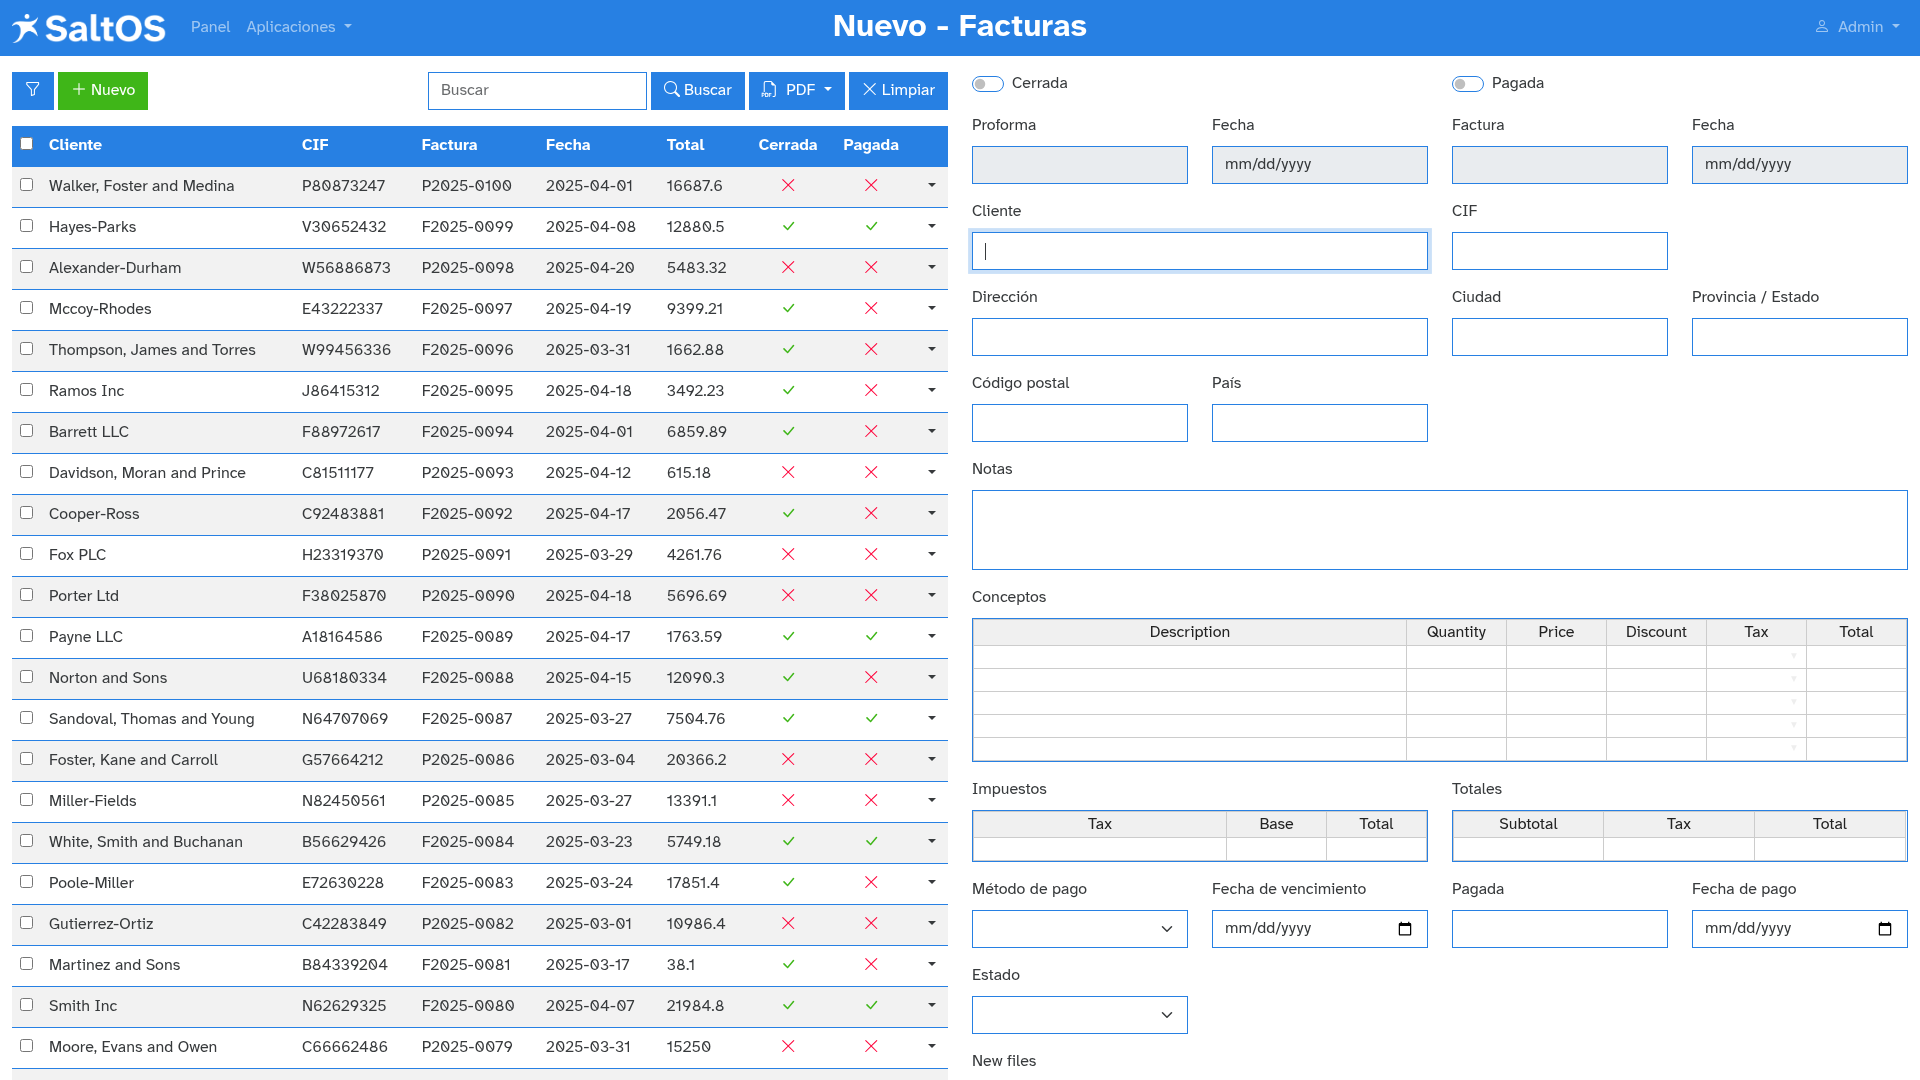 SaltOS Panel Aplicaciones Nuevo - Facturas Admin
Nuevo Buscar Buscar PDF Limpiar
Cliente CIF Factura Fecha Total Cerrada Pagada
Walker, Foster and Medina P80873247 P2025-0100 2025-04-01 16687.6
Hayes-Parks V30652432 F2025-0099 2025-04-08 12880.5
Alexander-Durham W56886873 P2025-0098 2025-04-20 5483.32
Mccoy-Rhodes E43222337 F2025-0097 2025-04-19 9399.21
Thompson, James and Torres W99456336 F2025-0096 2025-03-31 1662.88
Ramos Inc J86415312 F2025-0095 2025-04-18 3492.23
Barrett LLC F88972617 F2025-0094 2025-04-01 6859.89
Davidson, Moran and Prince C81511177 P2025-0093 2025-04-12 615.18
Cooper-Ross C92483881 F2025-0092 2025-04-17 2056.47
Fox PLC H23319370 P2025-0091 2025-03-29 4261.76
Porter Ltd F38025870 P2025-0090 2025-04-18 5696.69
Payne LLC A18164586 F2025-0089 2025-04-17 1763.59
Norton and Sons U68180334 F2025-0088 2025-04-15 12090.3
Sandoval, Thomas and Young N64707069 F2025-0087 2025-03-27 7504.76
Foster, Kane and Carroll G57664212 P2025-0086 2025-03-04 20366.2
Miller-Fields N82450561 P2025-0085 2025-03-27 13391.1
White, Smith and Buchanan B56629426 F2025-0084 2025-03-23 5749.18
Poole-Miller E72630228 F2025-0083 2025-03-24 17851.4
Gutierrez-Ortiz C42283849 P2025-0082 2025-03-01 10986.4
Martinez and Sons B84339204 F2025-0081 2025-03-17 38.1
Smith Inc N62629325 F2025-0080 2025-04-07 21984.8
Moore, Evans and Owen C66662486 P2025-0079 2025-03-31 15250
Cerrada Pagada
Proforma Fecha Factura Fecha
mm/dd/yyyy mm/dd/yyyy
Cliente CIF
Dirección Ciudad Provincia / Estado
Código postal País
Notas
Conceptos
Description Quantity Price Discount Tax Total
Impuestos Totales
Tax Base Total Subtotal Tax Total
Método de pago Fecha de vencimiento Pagada Fecha de pago
mm/dd/yyyy mm/dd/yyyy
Estado
New files